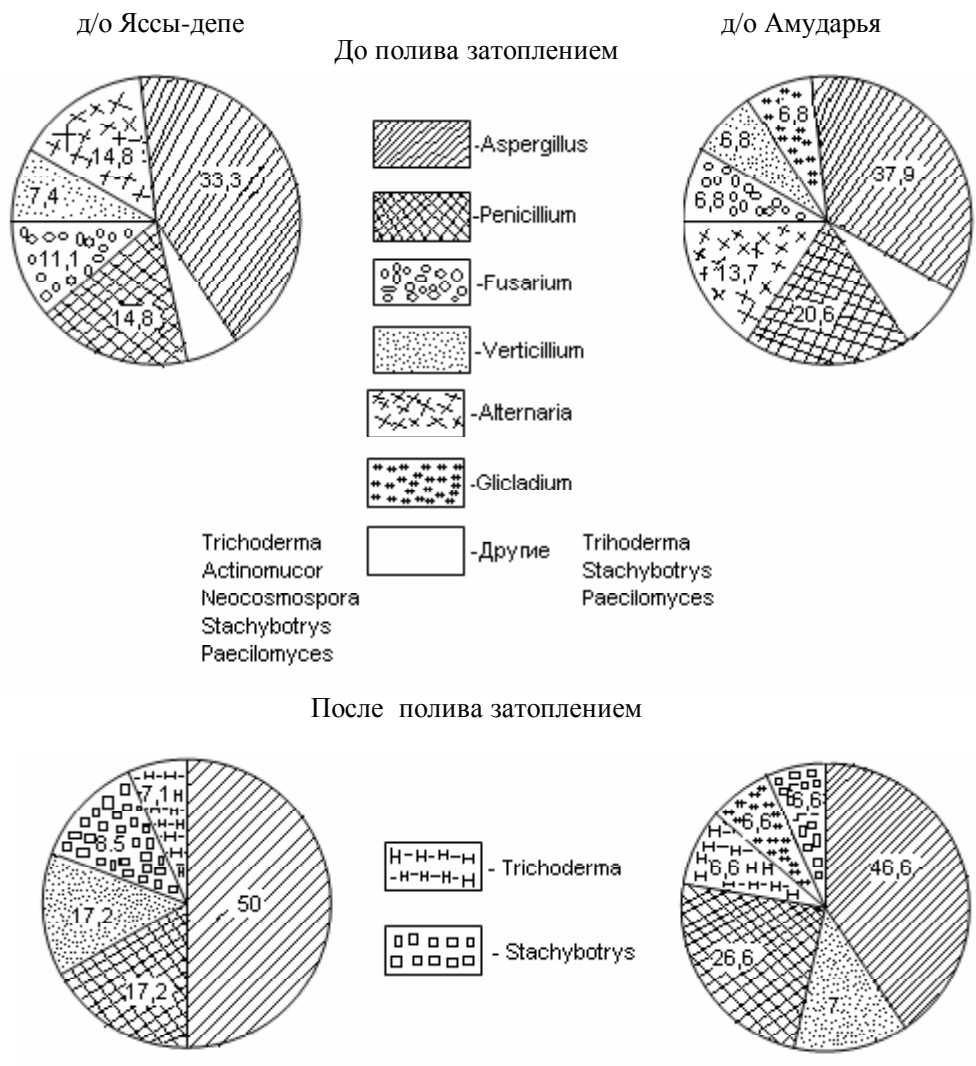 д/о Яссы-депе
д/о Амударья
До полива затоплением
14,8
33,3
7,4
11,1
14,8
-Aspergillus
-Penicillium
-Fusarium
-Verticillium
-Alternaria
-Glicladium
-Другие
6,8
6,8
37,9
6,8
13,7
20,6
Trichoderma
Actinomucor
Neocosmospora
Stachybotrys
Paecilomyces
Trihoderma
Stachybotrys
Paecilomyces
После полива затоплением
7,1
8.5
50
17,2
17,2
- Trichoderma
- Stachybotrys
6,6
6,6
6,6
46,6
26,6
7